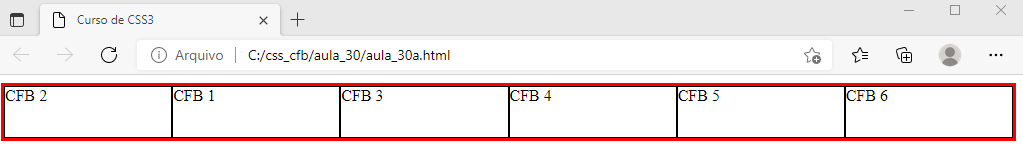 Curso de CSS3
Arquivo C:/css_cfb/aula_30/aula_30a.html
CFB 2 CFB 1 CFB 3 CFB 4 CFB 5 CFB 6